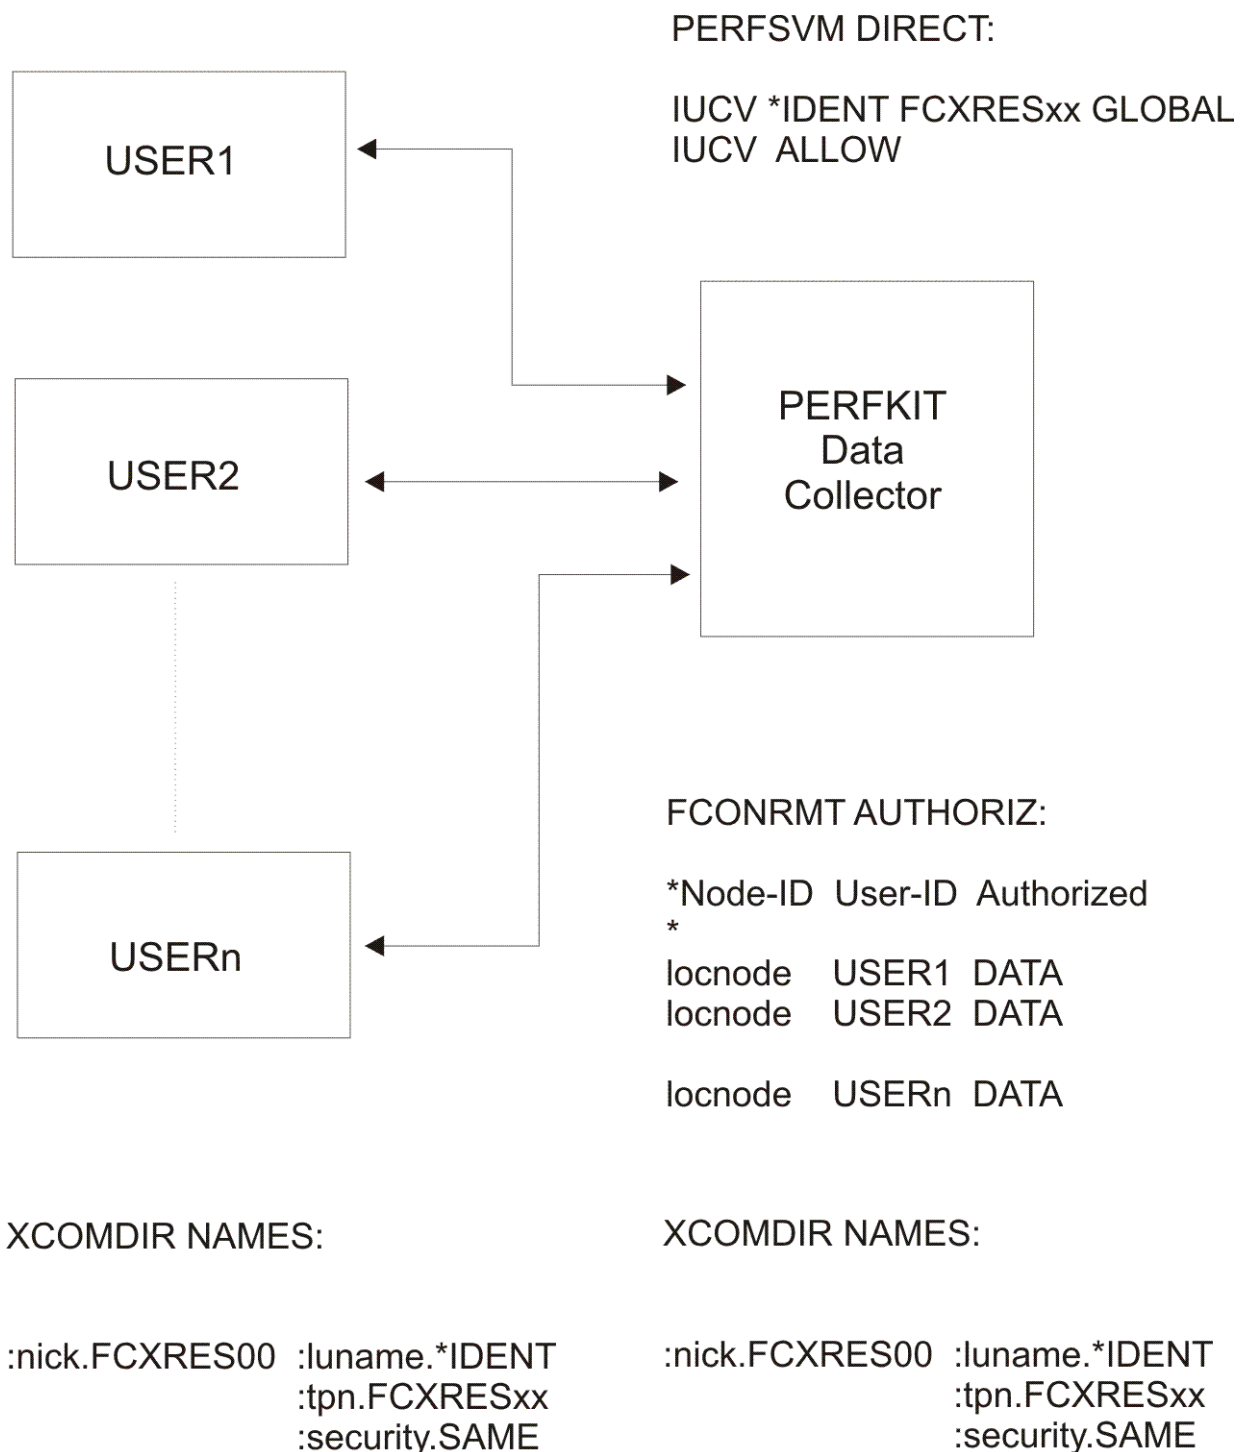 PERFSVM DIRECT:
IUCV *IDENT FCXRESxx GLOBAL
IUCV ALLOW
USER1
USER2
USERn
PERFKIT
Data
Collector
FCONRMT AUTHORIZ:
*Node-ID User-ID Authorized
*
locnode USER1 DATA
locnode USER2 DATA
locnode USERn DATA
XCOMDIR NAMES:
:nick.FCXRES00 :luname.*IDENT
:tpn.FCXRESxx
:security.SAME
XCOMDIR NAMES:
:nick.FCXRES00 :luname.*IDENT
:tpn.FCXRESxx
:security.SAME